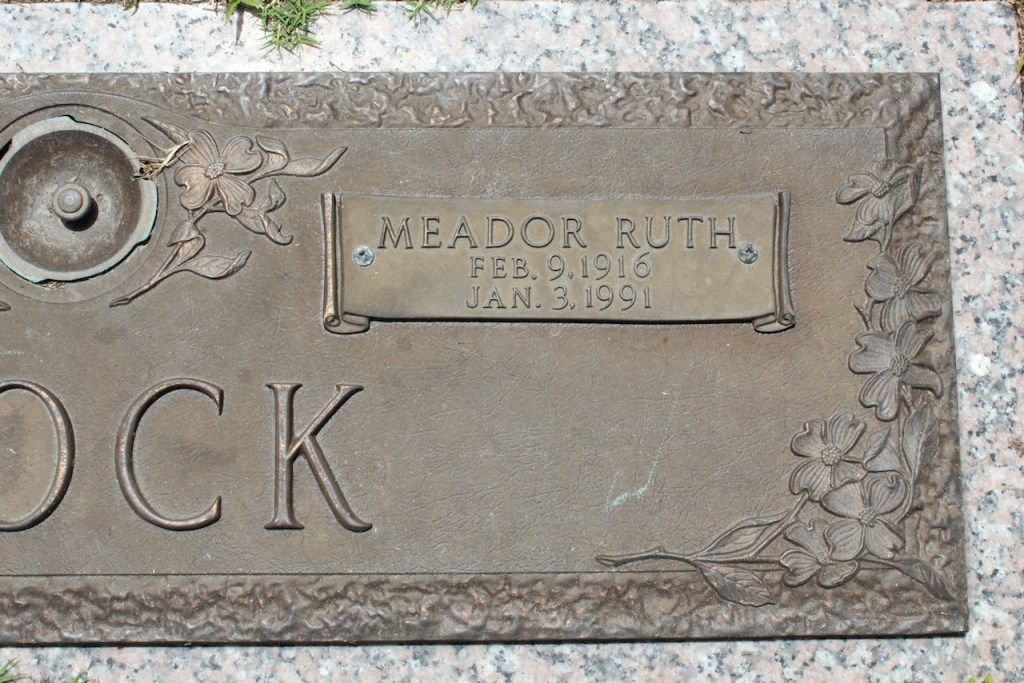 MEADOR RUTH
FEB. 9, 1916
JAN. 3, 1991
OCK